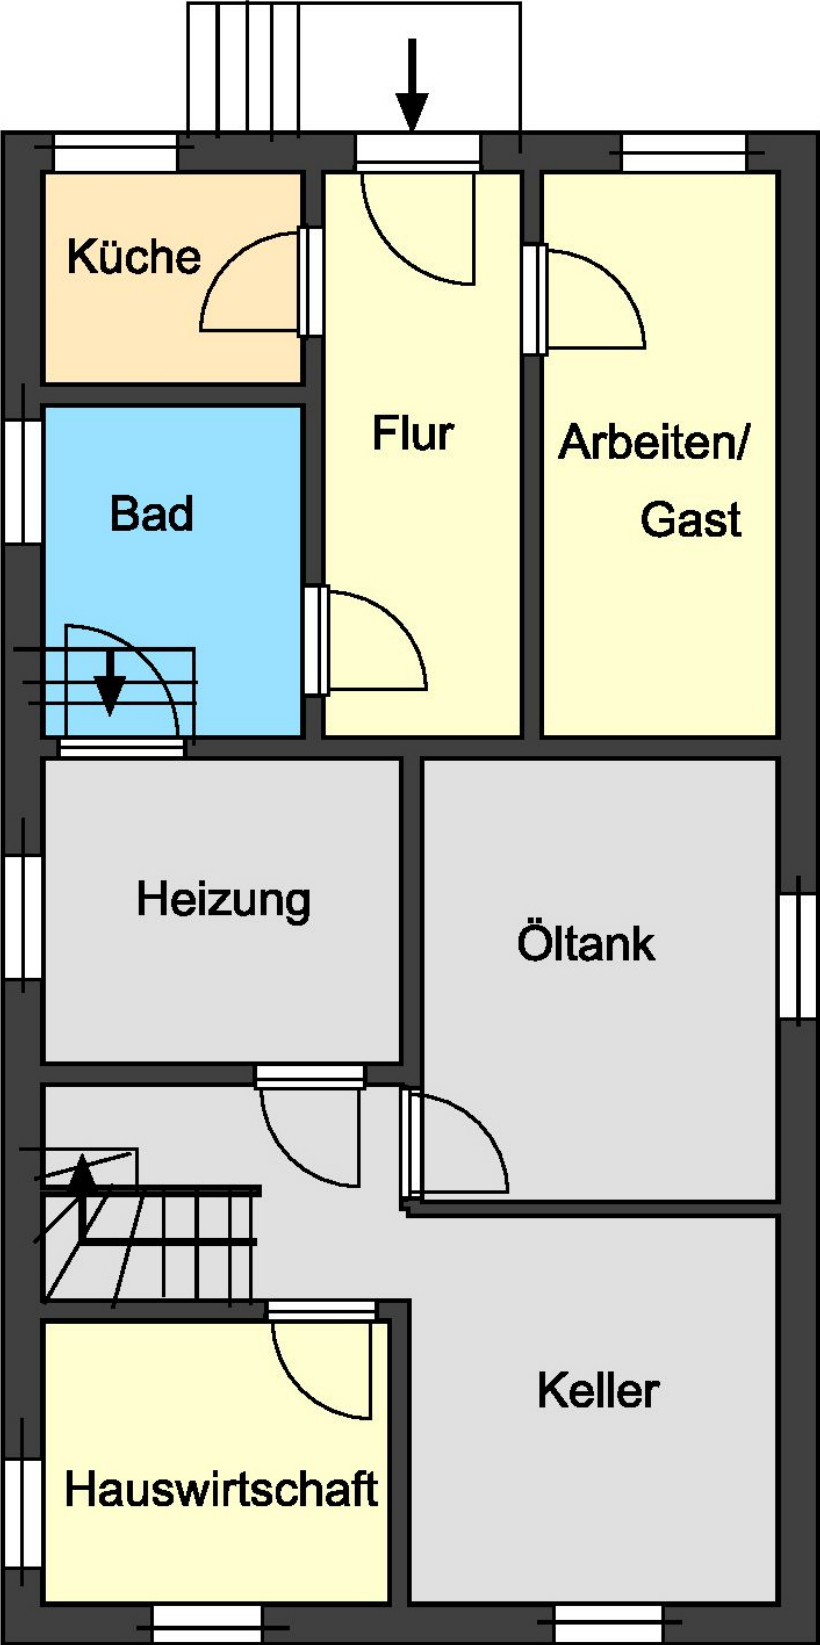 Küche
Flur
Arbeiten/
Gast
Bad
Heizung
Öltank
Keller
Hauswirtschaft